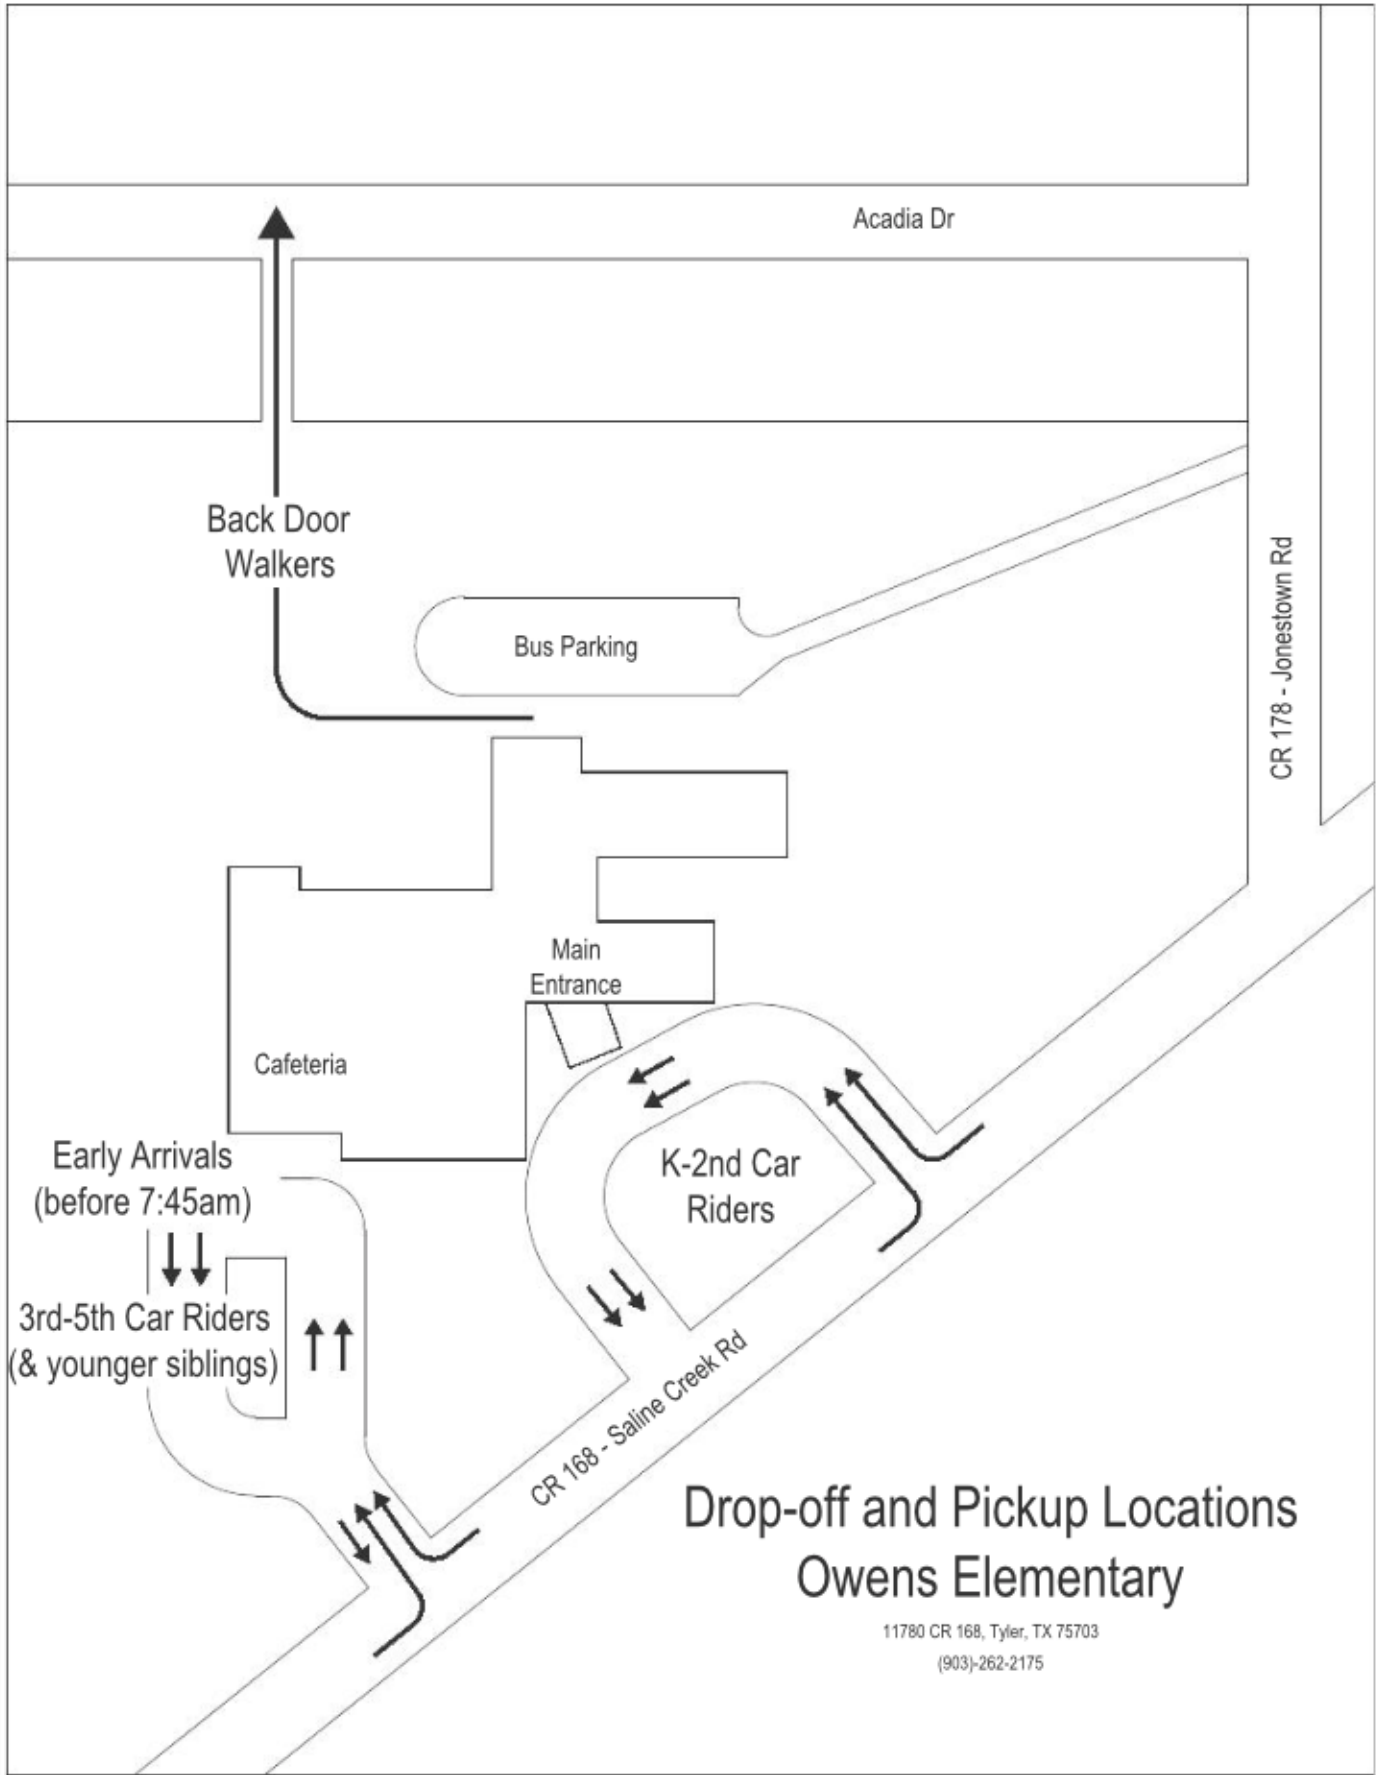 Acadia Dr
Back Door
Walkers
CR 178 - Jonestown Rd
Bus Parking
Main
Entrance
Cafeteria
Early Arrivals
(before 7:45am)
K-2nd Car
Riders
3rd-5th Car Riders
(& younger siblings)
CR 168 - Saline Creek Rd
Drop-off and Pickup Locations
Owens Elementary
11780 CR 168, Tyler, TX 75703
(903)-262-2175